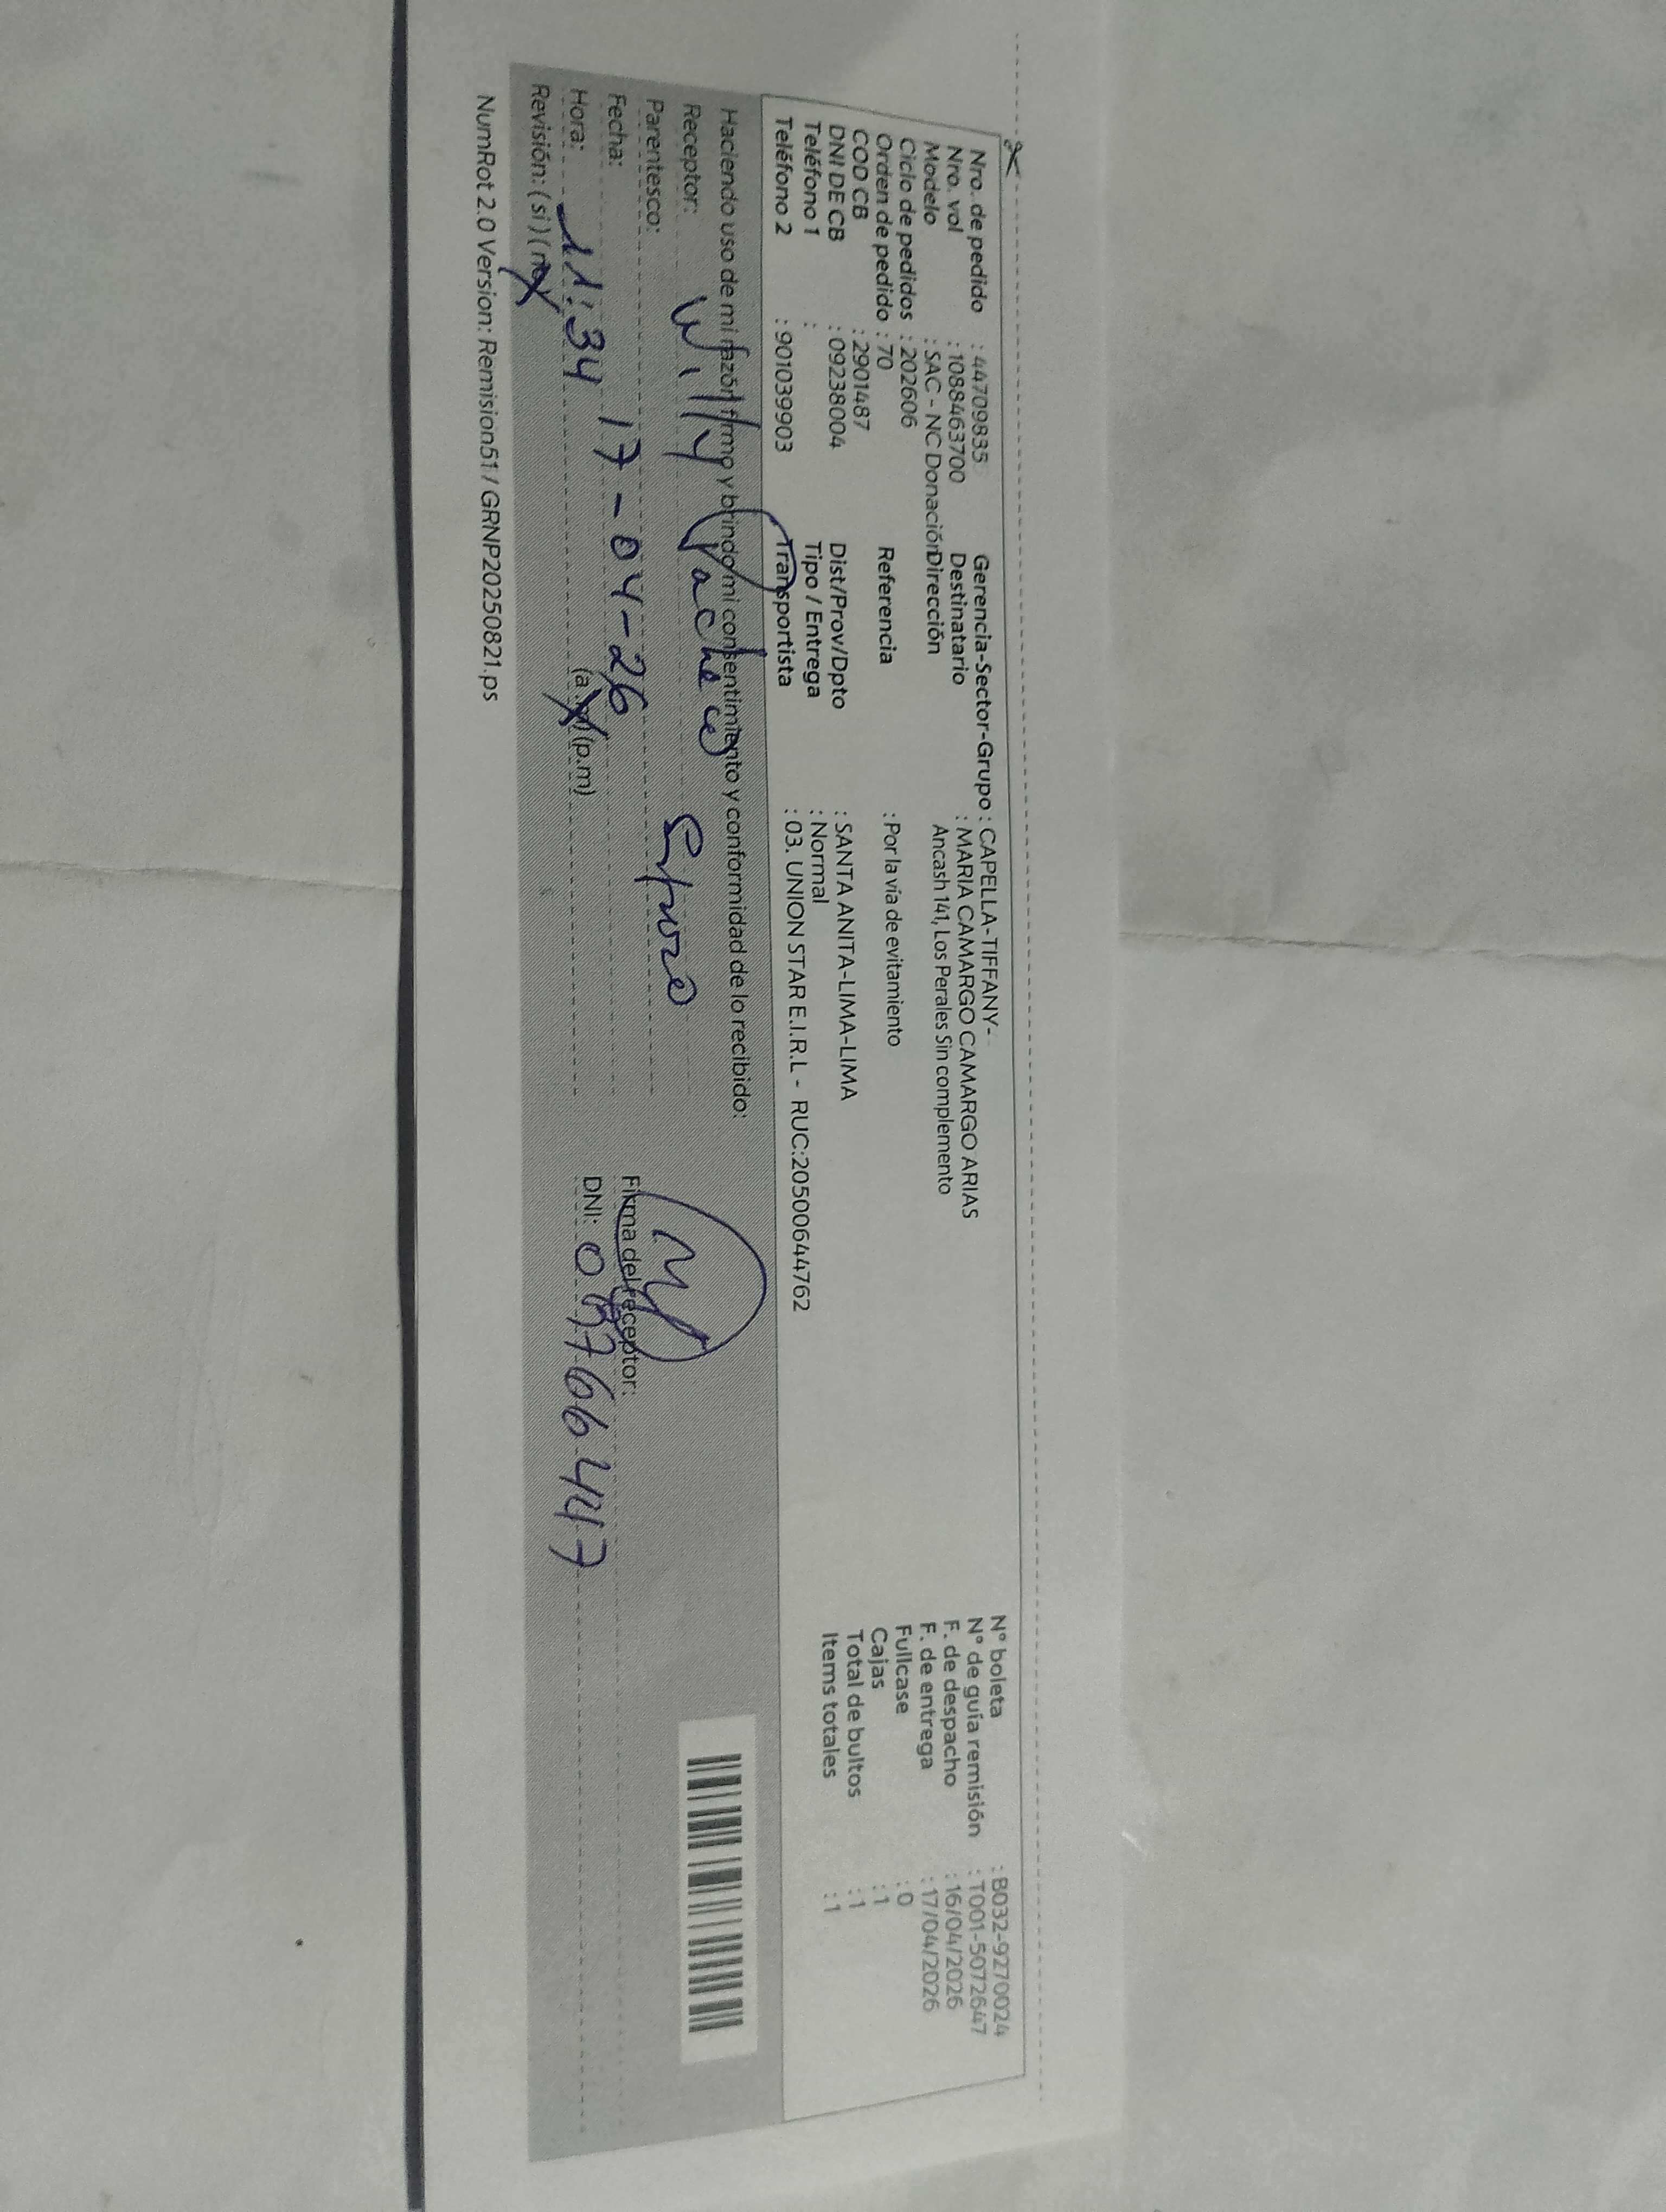 Nro. de pedido : 44709835
Nro. vol : 1088463700
Modelo : SAC - NC Donación
Ciclo de pedidos : 202606
Orden de pedido : 70
COD CB : 2901487
DNI DE CB : 09238004
Teléfono 1 :
Teléfono 2 : 901039903
Gerencia-Sector-Grupo : CAPELLA-TIFFANY-
Destinatario : MARIA CAMARGO CAMARGO ARIAS
Dirección Ancash 141, Los Perales Sin complemento
Referencia : Por la via de evitamiento
Dist/Prov/Dpto : SANTA ANITA-LIMA-LIMA
Tipo / Entrega : Normal
Transportista : 03. UNION STAR E.I.R.L - RUC:20500644762
N° boleta : B032-9270024
N° de guía remisión : T001-5072647
F. de despacho : 16/04/2026
F. de entrega : 17/04/2026
Fullcase : 0
Cajas : 1
Total de bultos : 1
Items totales : 1
Haciendo uso de mi razón firmo y brindo mi consentimiento y conformidad de lo recibido:
Receptor: Willy Pacheco
Parentesco: Esposo
Fecha: 17-04-26
Hora: 11:34 (a.m) (p.m)
Revisión: (si) (no)
Firma del receptor:
DNI:
NumRot 2.0 Version: Remision51 / GRNP20250821.ps